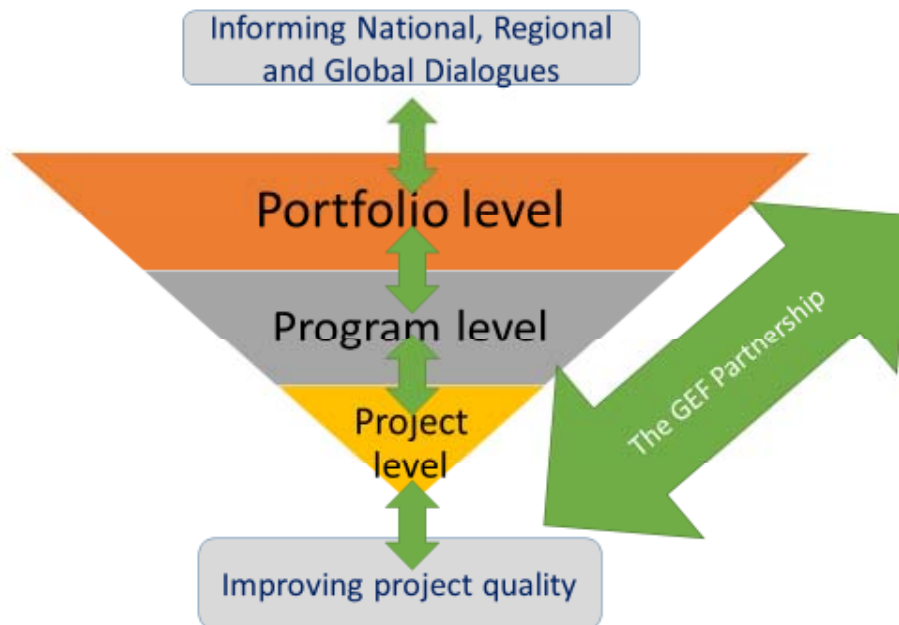 Informing National, Regional
and Global Dialogues
Portfolio level
Program level
Project
level
The GEF Partnership
Improving project quality